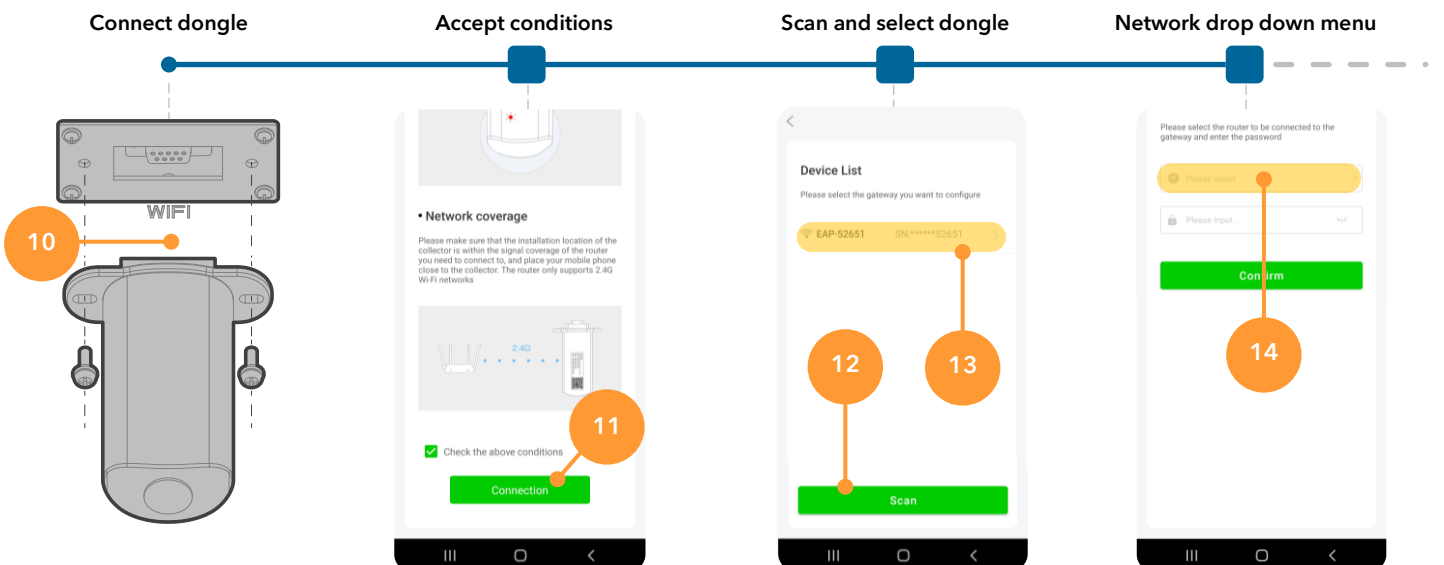 Connect dongle
Accept conditions
Scan and select dongle
Network drop down menu
WIFI
10
• Network coverage
Please make sure that the installation location of the
collector is within the signal coverage of the router
you need to connect to, and place your mobile phone
close to the collector. The router only supports 2.4G
Wi-Fi networks
2.4G
11
Check the above conditions
Connection
Device List
Please select the gateway you want to configure
EAP-52651 SN:******52651
12
13
Scan
Please select the router to be connected to the
gateway and enter the password
Please select
Please input...
Confirm
14